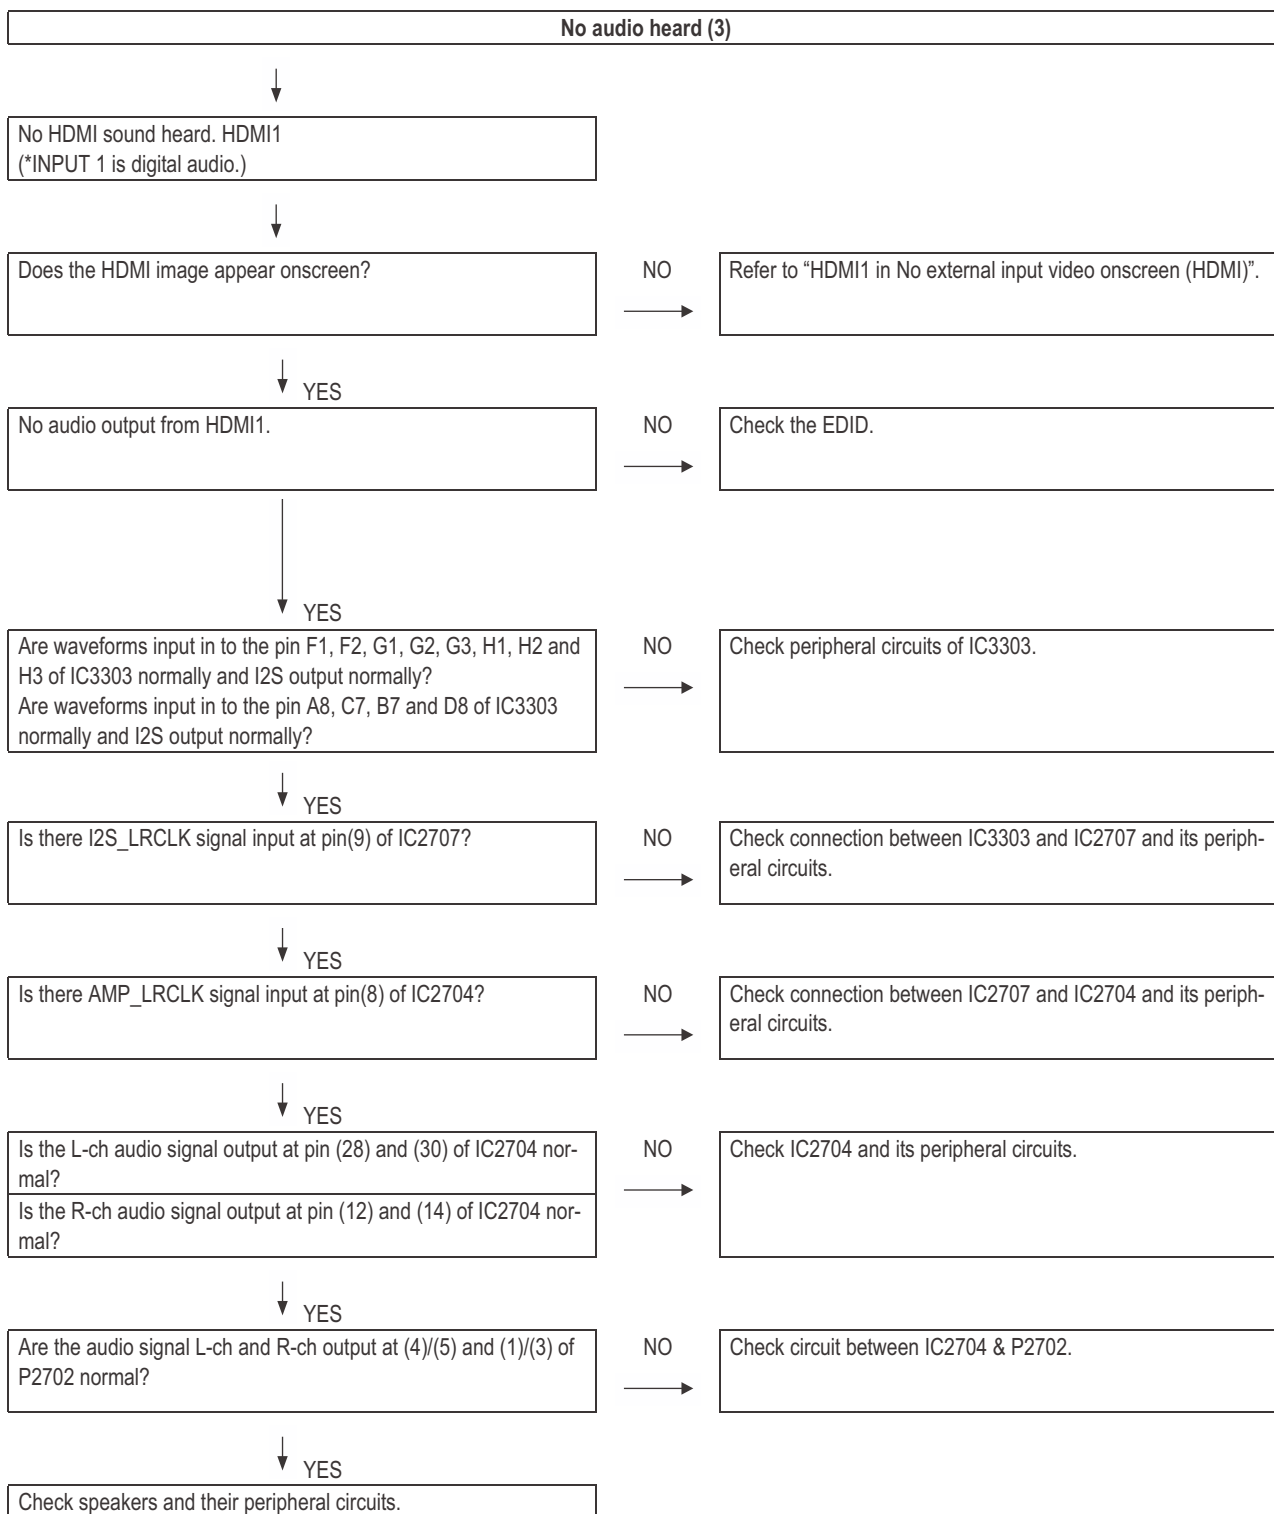 No audio heard (3)
No HDMI sound heard. HDMI1
(*INPUT 1 is digital audio.)
Does the HDMI image appear onscreen?
NO
Refer to “HDMI1 in No external input video onscreen (HDMI)”.
YES
No audio output from HDMI1.
NO
Check the EDID.
YES
Are waveforms input in to the pin F1, F2, G1, G2, G3, H1, H2 and
H3 of IC3303 normally and I2S output normally?
Are waveforms input in to the pin A8, C7, B7 and D8 of IC3303
normally and I2S output normally?
NO
Check peripheral circuits of IC3303.
YES
Is there I2S_LRCLK signal input at pin(9) of IC2707?
NO
Check connection between IC3303 and IC2707 and its periph-
eral circuits.
YES
Is there AMP_LRCLK signal input at pin(8) of IC2704?
NO
Check connection between IC2707 and IC2704 and its periph-
eral circuits.
YES
Is the L-ch audio signal output at pin (28) and (30) of IC2704 nor-
mal?
Is the R-ch audio signal output at pin (12) and (14) of IC2704 nor-
mal?
NO
Check IC2704 and its peripheral circuits.
YES
Are the audio signal L-ch and R-ch output at (4)/(5) and (1)/(3) of
P2702 normal?
NO
Check circuit between IC2704 & P2702.
YES
Check speakers and their peripheral circuits.